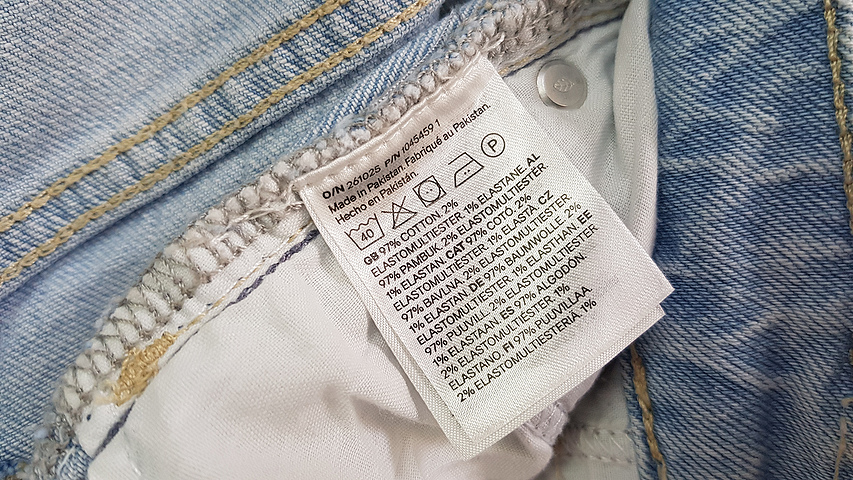 O/N 261025 P/N 10454591
Made in Pakistan. Fabriqué au Pakistan.
Hecho en Pakistán.
40 P
GB 97% COTTON. 2%
ELASTOMULTIESTER. 1% ELASTANE. AL
97% PAMBUK. 2% ELASTOMULTIESTER.
1% ELASTAN. CAT 97% COTÓ. 2%
ELASTOMULTIÈSTER. 1% ELASTÀ. CZ
97% BAVLNA. 2% ELASTOMULTIESTER.
1% ELASTAN. DE 97% BAUMWOLLE. 2%
ELASTOMULTIESTER. 1% ELASTHAN. EE
97% PUUVILL. 2% ELASTOMULTIESTER.
1% ELASTAAN. ES 97% ALGODÓN.
2% ELASTOMULTIÉSTER. 1%
ELASTANO. FI 97% PUUVILLAA.
2% ELASTOMULTIESTERIÄ. 1%